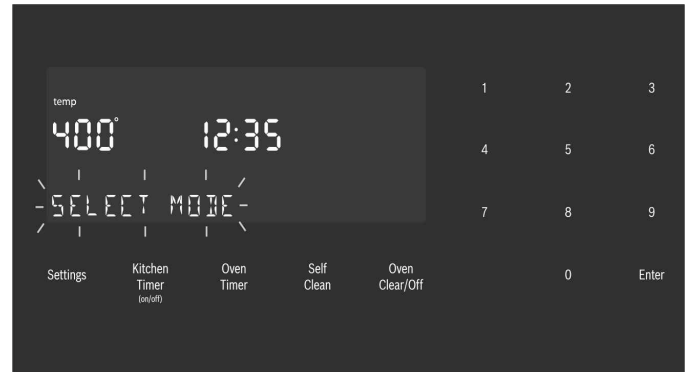 temp
400° 12:35
SELECT MODE
1 2 3
4 5 6
7 8 9
0 Enter
Settings
Kitchen
Timer
(on/off)
Oven
Timer
Self
Clean
Oven
Clear/Off